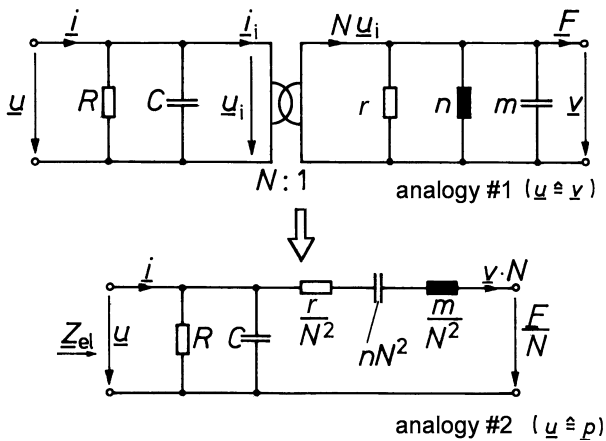 i i_i N u_i F
u R C u_i r n m v
N : 1
analogy #1 (u ≙ v)
i r/N² nN² m/N² v·N
Z_el u R C F/N
analogy #2 (u ≙ p)